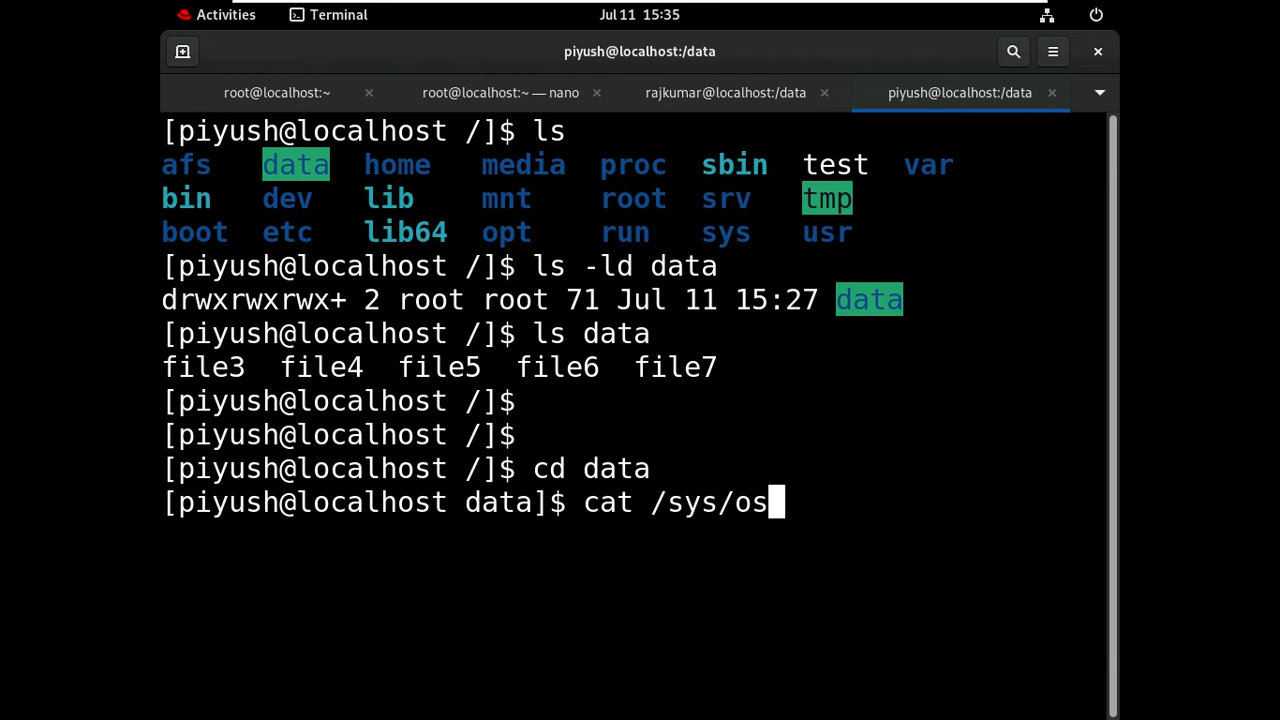 Activities Terminal Jul 11 15:35
piyush@localhost:/data
root@localhost:~ root@localhost:~ — nano rajkumar@localhost:/data piyush@localhost:/data
[piyush@localhost /]$ ls
afs data home media proc sbin test var
bin dev lib mnt root srv tmp
boot etc lib64 opt run sys usr
[piyush@localhost /]$ ls -ld data
drwxrwxrwx+ 2 root root 71 Jul 11 15:27 data
[piyush@localhost /]$ ls data
file3 file4 file5 file6 file7
[piyush@localhost /]$
[piyush@localhost /]$
[piyush@localhost /]$ cd data
[piyush@localhost data]$ cat /sys/os